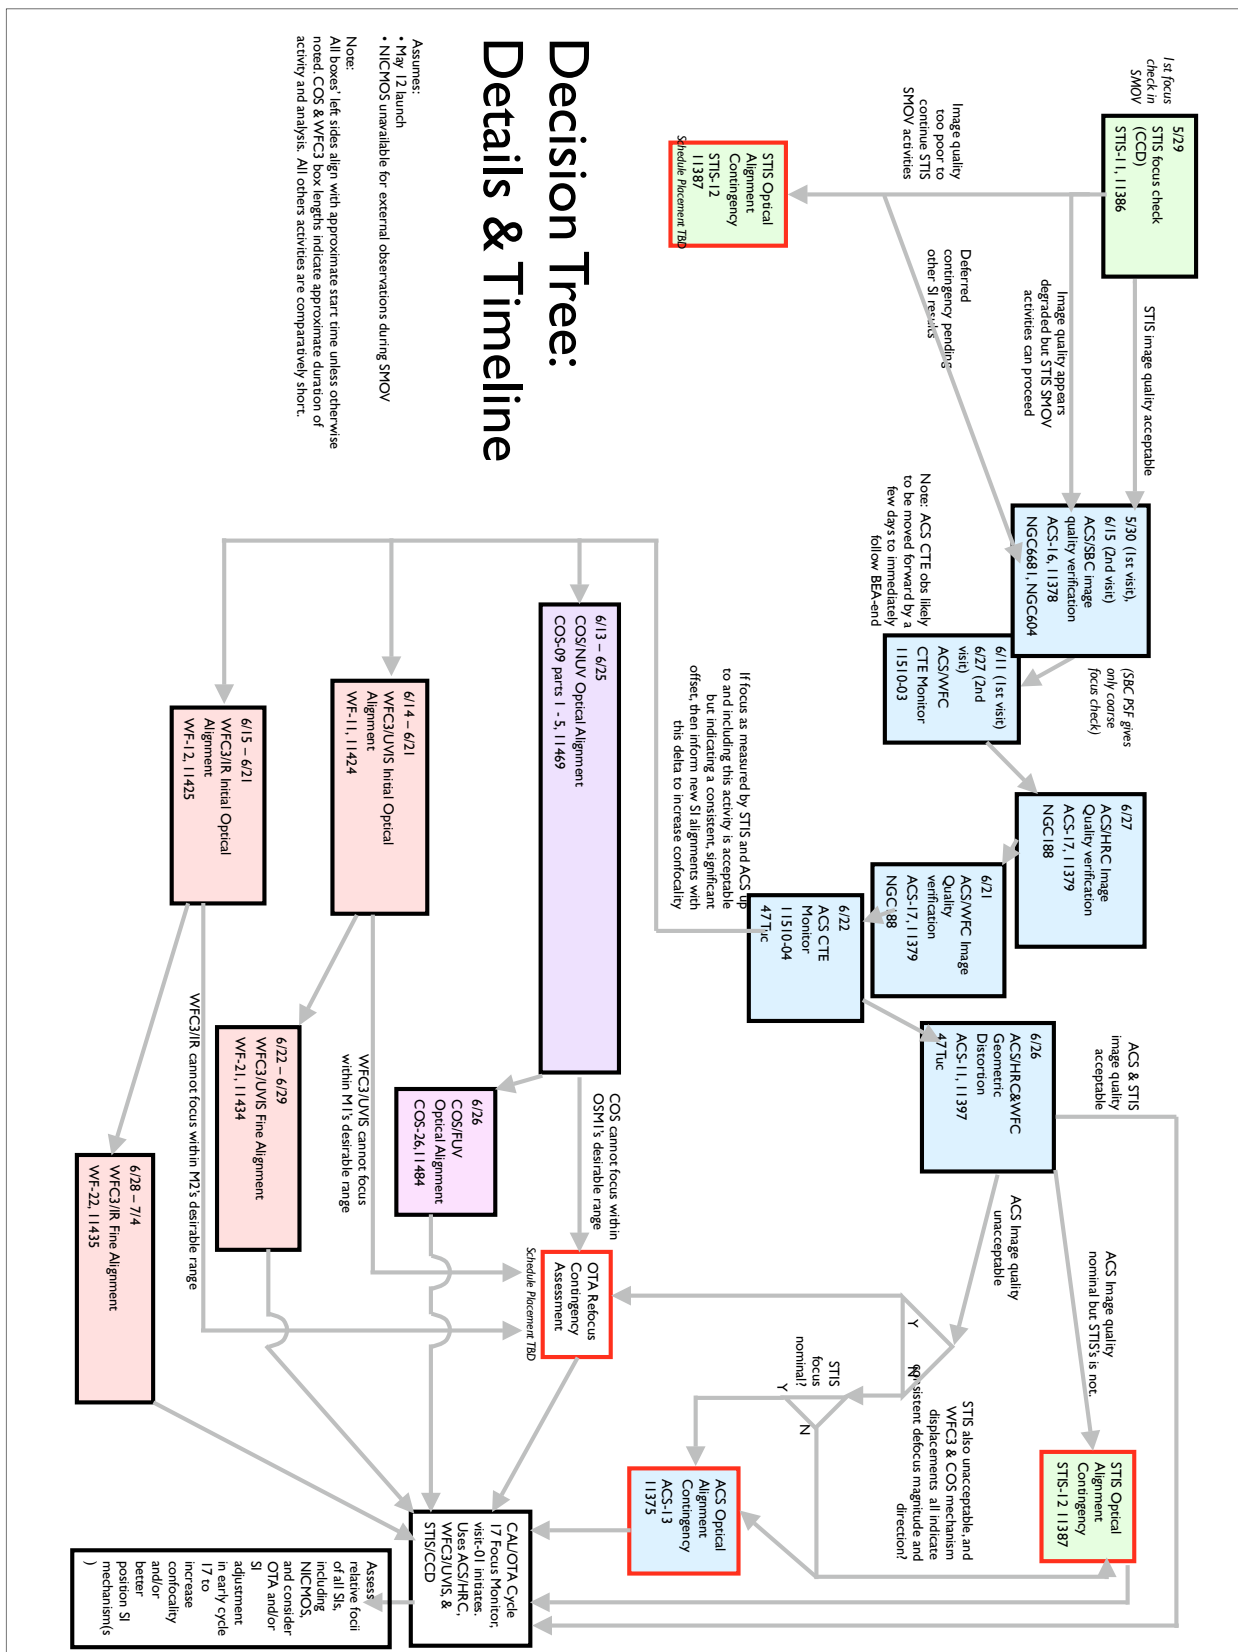 Decision Tree:
Details & Timeline
Assumes:
• May 12 launch
• NICMOS unavailable for external observations during SMOV
Note:
All boxes' left sides align with approximate start time unless otherwise
noted. COS & WFC3 box lengths indicate approximate duration of
activity and analysis. All others activities are comparatively short.
1st focus
check in
SMOV
5/29
STIS focus check
(CCD)
STIS-11, 11386
STIS image quality acceptable
Image quality appears
degraded but STIS SMOV
activities can proceed
Image quality
too poor to
continue STIS
SMOV activities
Deferred
contingency pending
other SI results
STIS Optical
Alignment
Contingency
STIS-12
11387
Schedule Placement TBD
5/30 (1st visit),
6/15 (2nd visit)
ACS/SBC image
quality verification
ACS-16, 11378
NGC6681, NGC604
(SBC PSF gives
only coarse
focus check)
6/11 (1st visit)
6/27 (2nd
visit)
ACS/WFC
CTE Monitor
11510-03
Note: ACS CTE obs likely
to be moved forward by a
few days to immediately
follow BEA-end
6/27
ACS/HRC Image
Quality verification
ACS-17, 11379
NGC188
6/21
ACS/WFC Image
Quality
verification
ACS-17, 11379
NGC188
6/22
ACS CTE
Monitor
11510-04
47Tuc
If focus as measured by STIS and ACS up
to and including this activity is acceptable
but indicating a consistent, significant
offset, then inform new SI alignments with
this delta to increase confocality
6/26
ACS/HRC&WFC
Geometric
Distortion
ACS-11, 11397
47Tuc
ACS & STIS
image quality
acceptable
ACS Image quality
nominal but STIS's is not.
ACS Image quality
unacceptable
STIS Optical
Alignment
Contingency
STIS-12 11387
STIS also unacceptable, and
WFC3 & COS mechanism
displacements all indicate
consistent defocus magnitude and
direction?
Y
N
STIS
focus
nominal?
Y
N
ACS Optical
Alignment
Contingency
ACS-13
11375
6/13 – 6/25
COS/NUV Optical Alignment
COS-09 parts 1 - 5, 11469
COS cannot focus within
OSM1's desirable range
OTA Refocus
Contingency
Assessment
Schedule Placement TBD
6/26
COS/FUV
Optical Alignment
COS-26, 11484
6/14 – 6/21
WFC3/UVIS Initial Optical
Alignment
WF-11, 11424
WFC3/UVIS cannot focus
within M1's desirable range
6/22 – 6/29
WFC3/UVIS Fine Alignment
WF-21, 11434
6/15 – 6/21
WFC3/IR Initial Optical
Alignment
WF-12, 11425
WFC3/IR cannot focus within M2's desirable range
6/28 – 7/4
WFC3/IR Fine Alignment
WF-22, 11435
CAL/OTA Cycle
17 Focus Monitor,
visit-01 initiates.
Uses ACS/HRC,
WFC3/UVIS, &
STIS/CCD
Assess
relative focii
of all SIs,
including
NICMOS,
and consider
OTA and/or
SI
adjustment
in early cycle
17 to
increase
confocality
and/or
better
position SI
mechanism(s
)